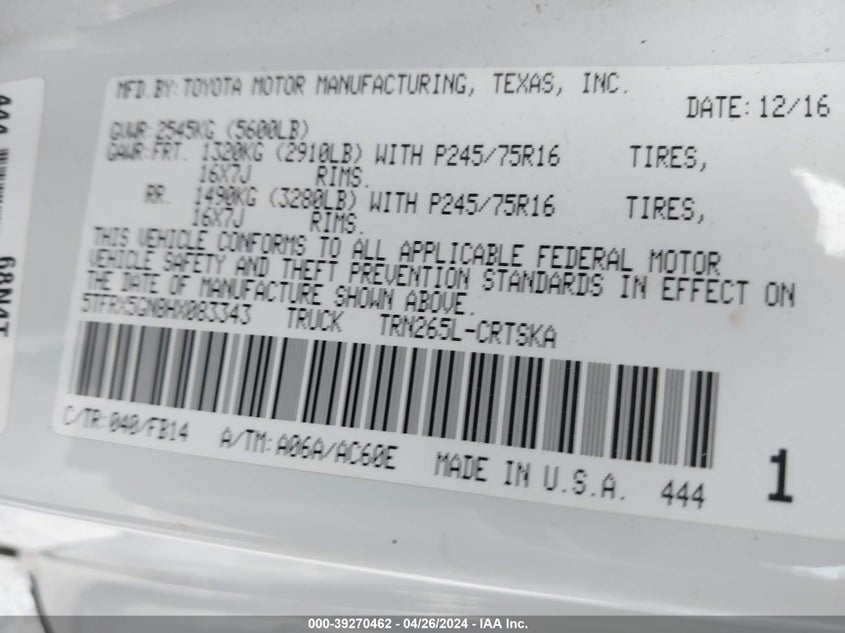 MFD.BY:TOYOTA MOTOR MANUFACTURING, TEXAS, INC.
DATE:12/16
GVWR:2545KG (5600LB)
GAWR:FRT. 1320KG (2910LB) WITH P245/75R16 TIRES,
16X7J RIMS.
RR. 1490KG (3280LB) WITH P245/75R16 TIRES,
16X7J RIMS.
THIS VEHICLE CONFORMS TO ALL APPLICABLE FEDERAL MOTOR
VEHICLE SAFETY AND THEFT PREVENTION STANDARDS IN EFFECT ON
THE DATE OF MANUFACTURE SHOWN ABOVE.
5TFRX5GN8HX083343 TRUCK TRN265L-CRTSKA
C/TR:040/FB14 A/TM:A06A/AC60E MADE IN U.S.A. 444
1
000-39270462 - 04/26/2024 - IAA Inc.